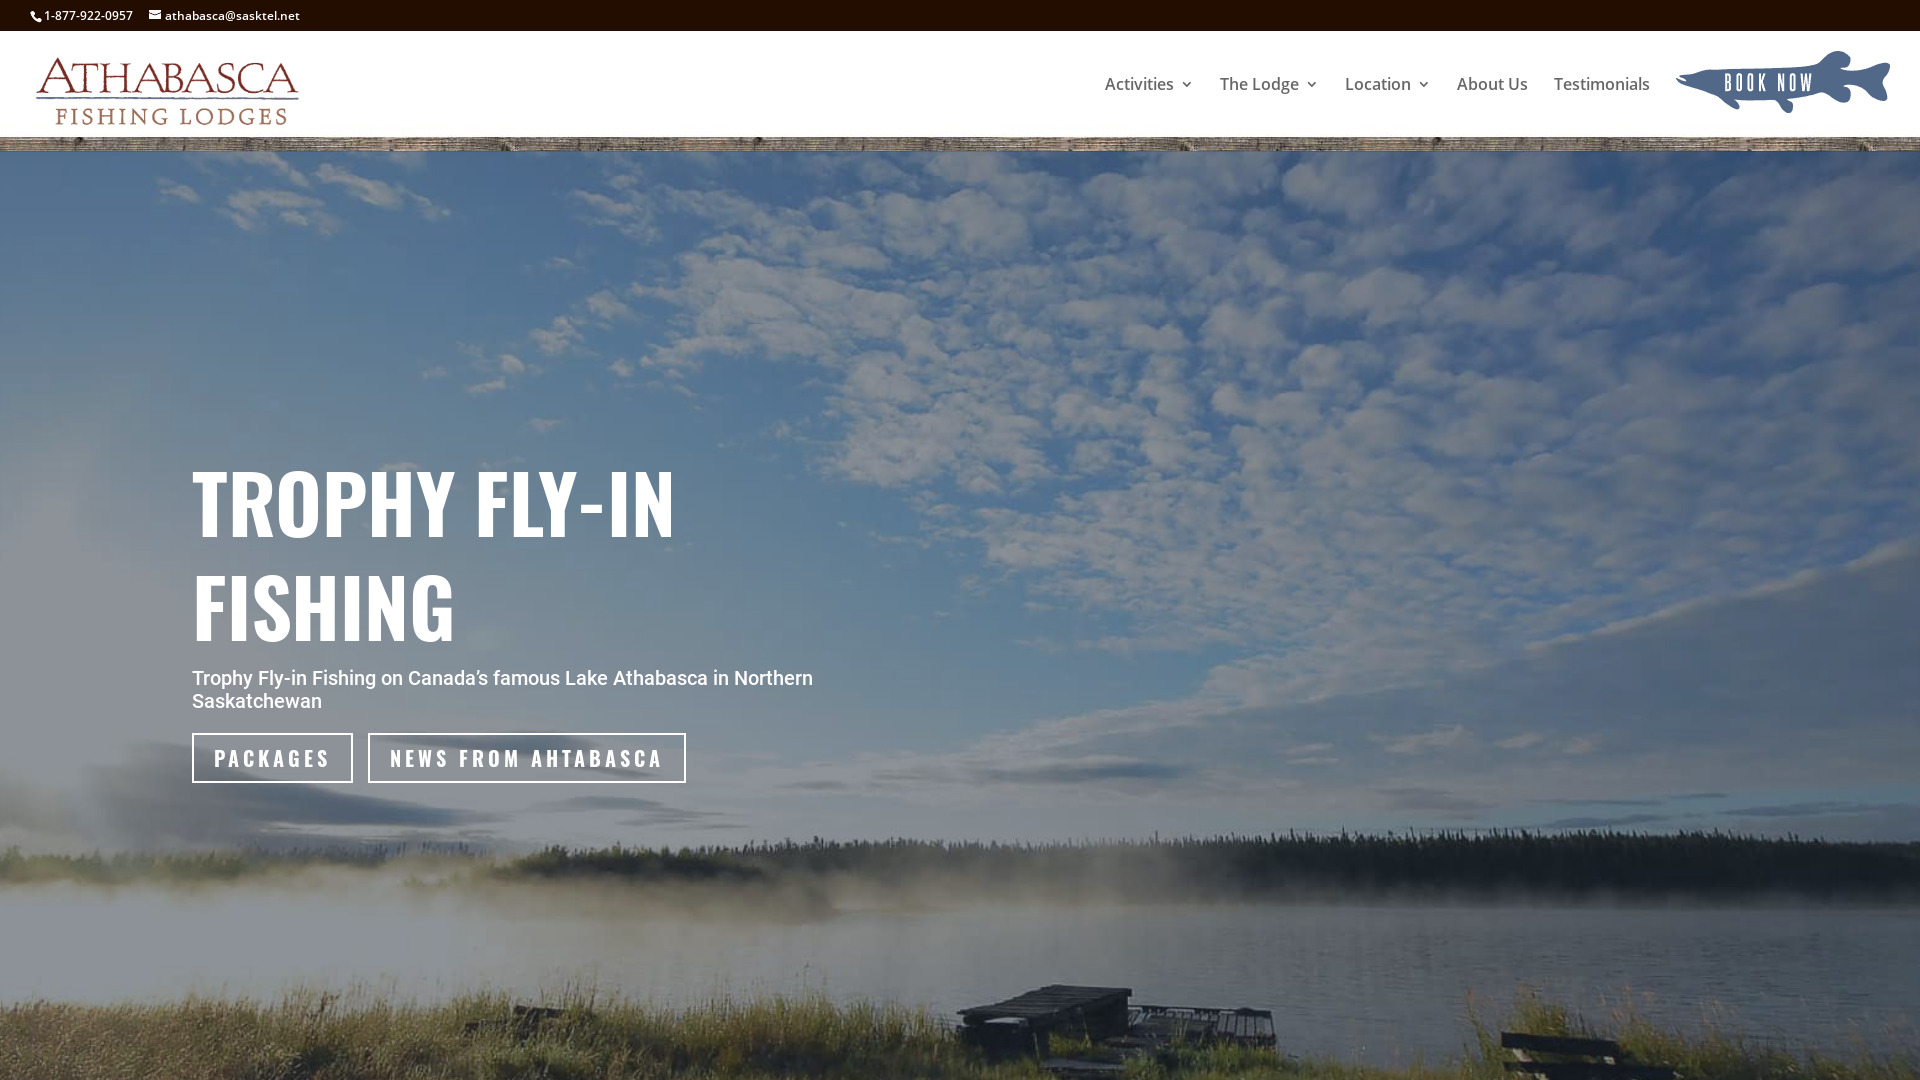 1-877-922-0957 athabasca@sasktel.net
ATHABASCA
FISHING LODGES
Activities The Lodge Location About Us Testimonials BOOK NOW
TROPHY FLY-IN
FISHING
Trophy Fly-in Fishing on Canada’s famous Lake Athabasca in Northern
Saskatchewan
PACKAGES NEWS FROM AHTABASCA